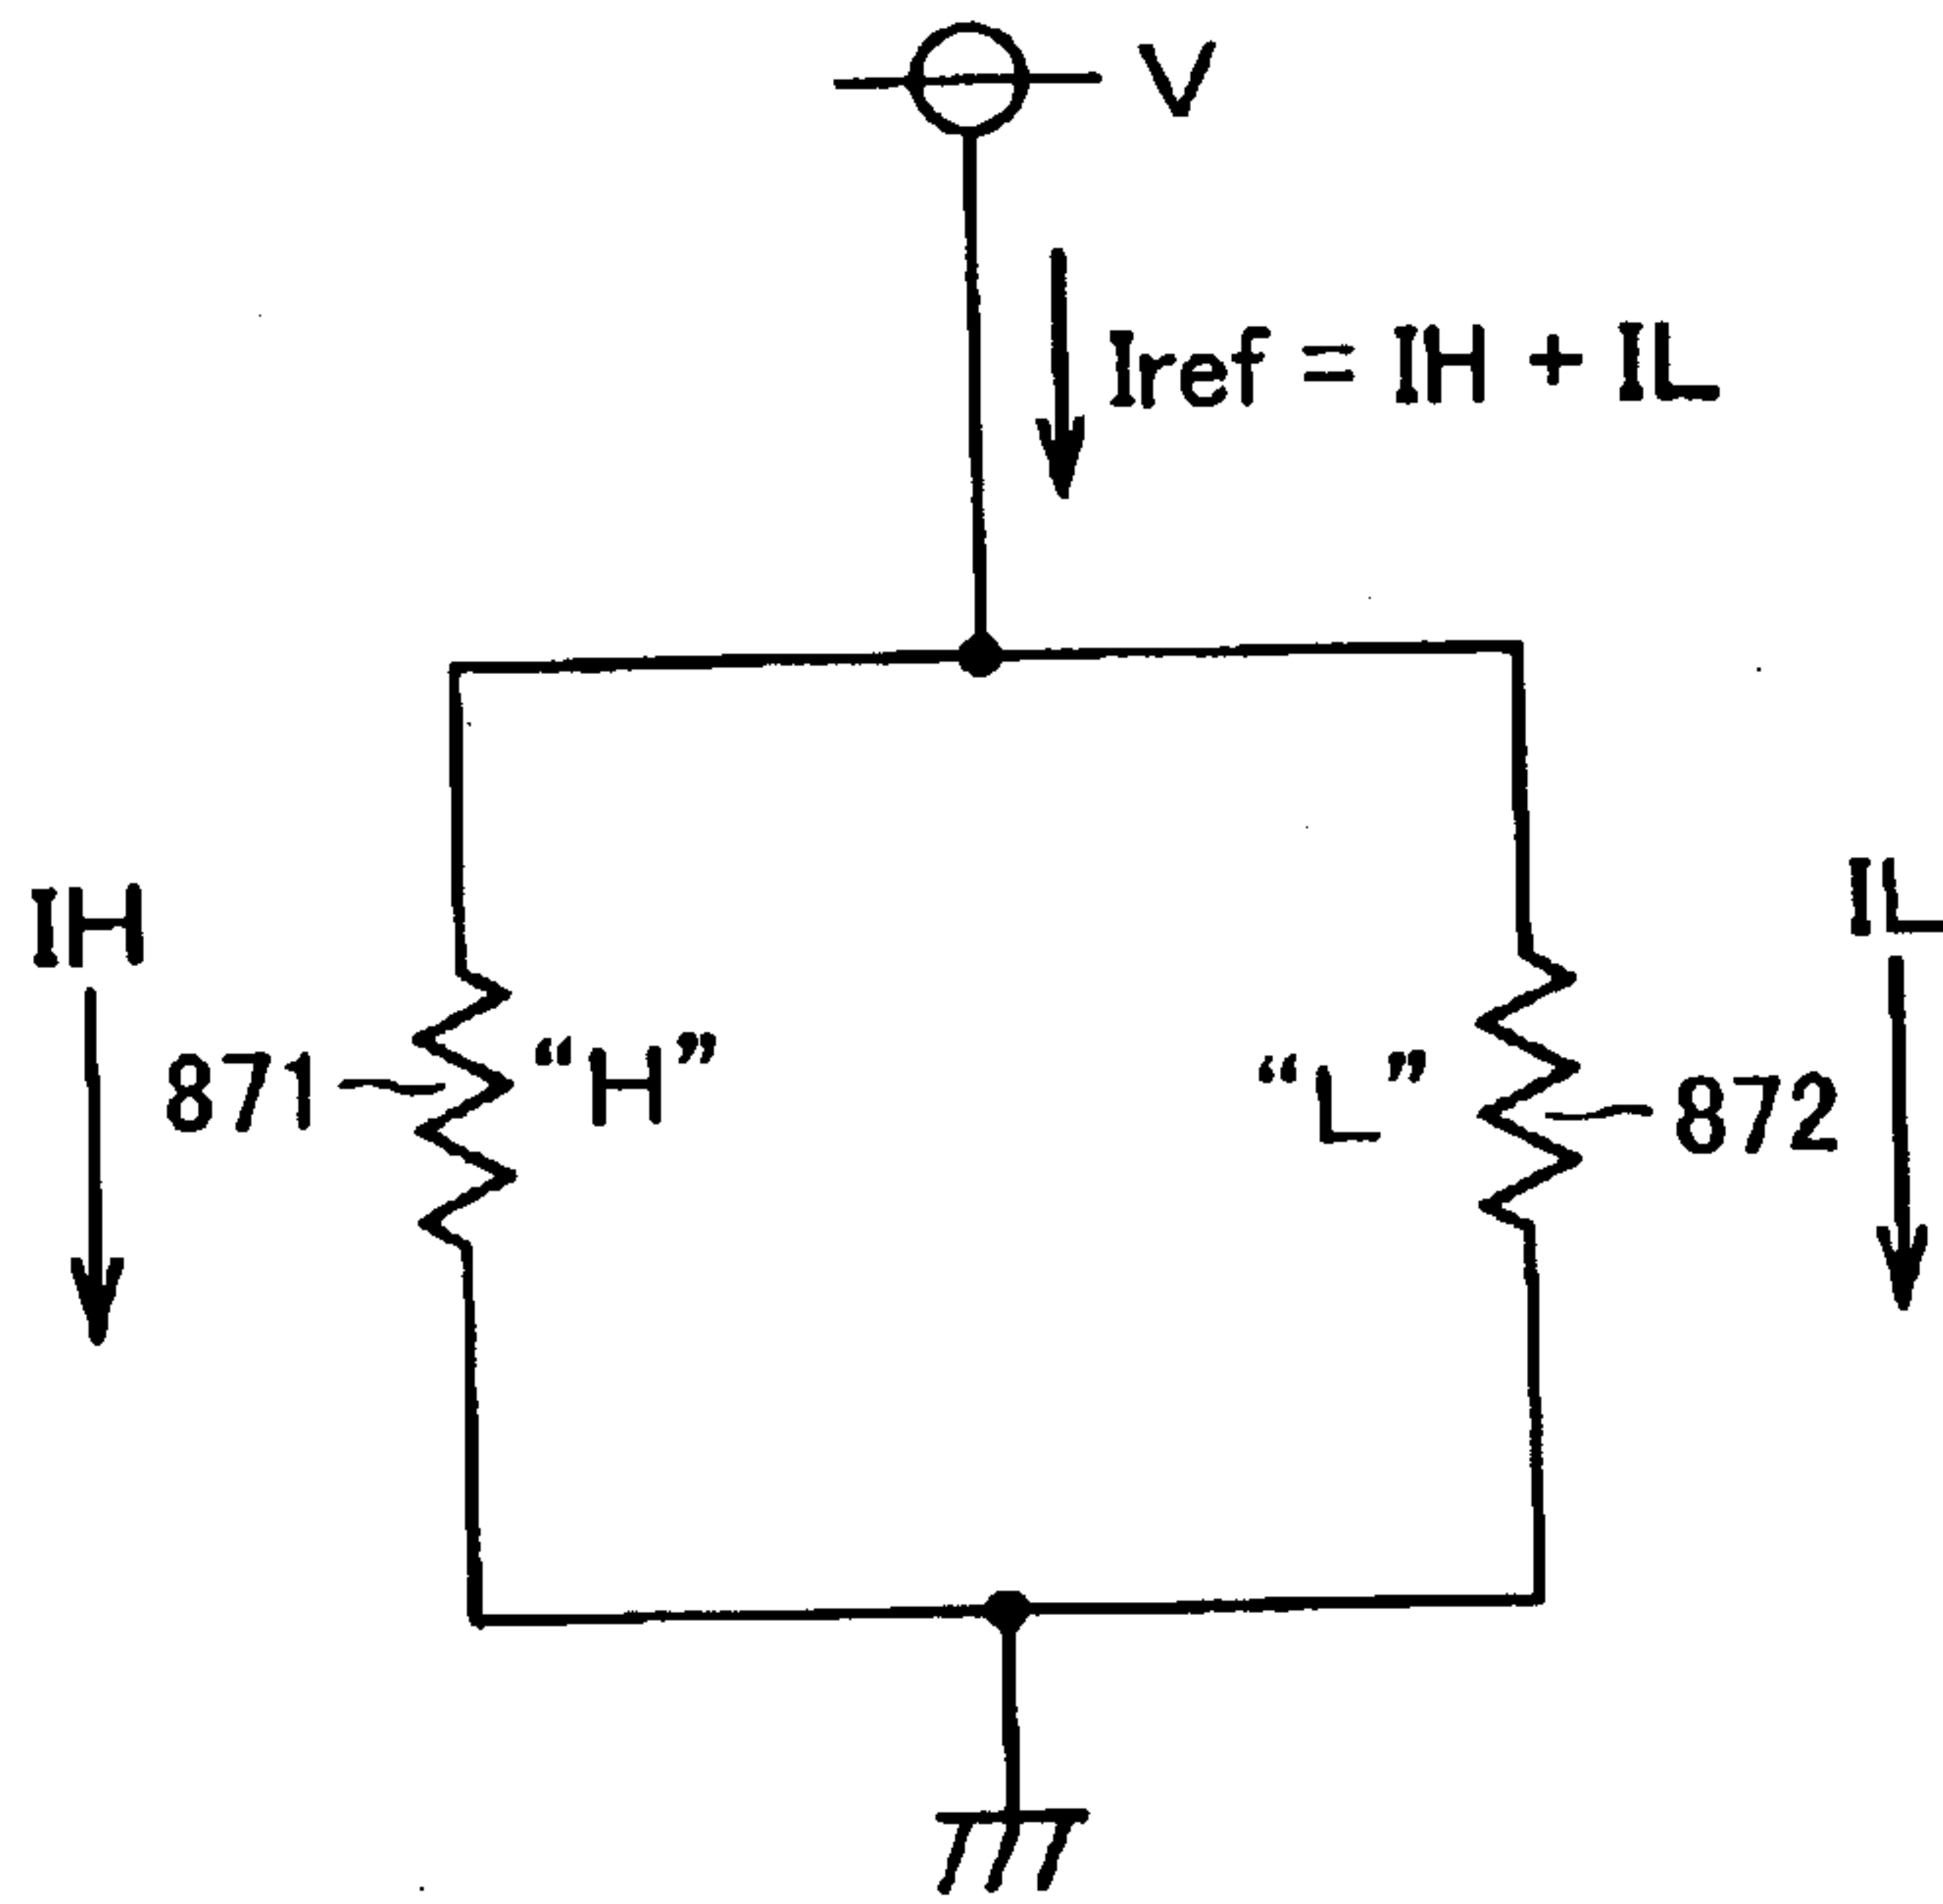 V
Iref = IH + IL
IH
IL
871
“H”
“L”
872